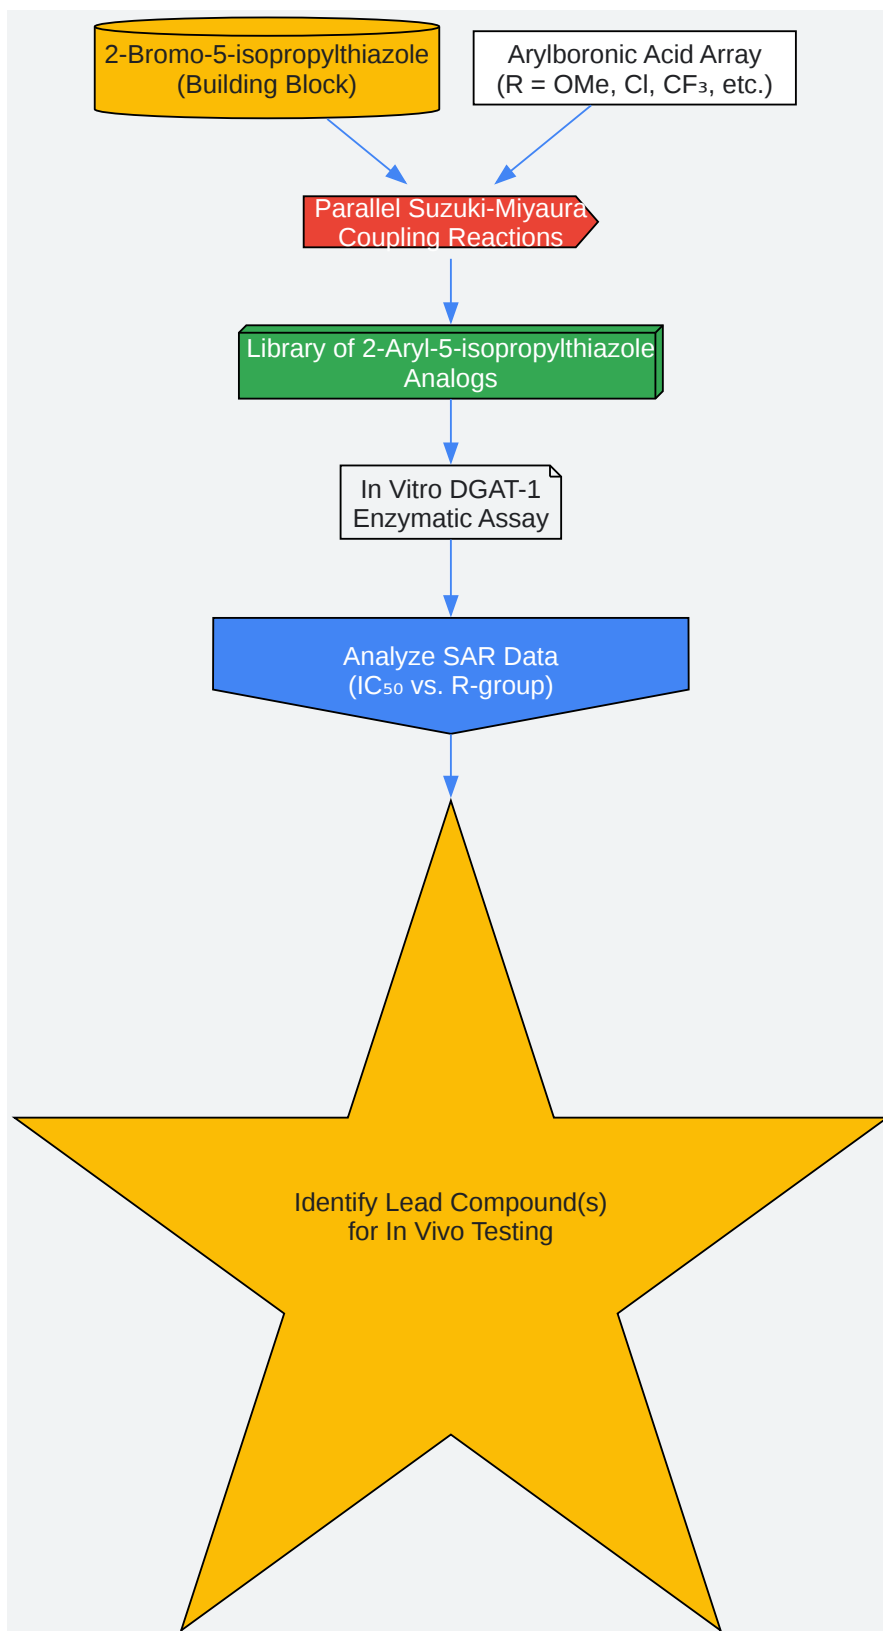 2-Bromo-5-isopropylthiazole
(Building Block)
Arylboronic Acid Array
(R = OMe, Cl, CF₃, etc.)
Parallel Suzuki-Miyaura
Coupling Reactions
Library of 2-Aryl-5-isopropylthiazole
Analogs
In Vitro DGAT-1
Enzymatic Assay
Analyze SAR Data
(IC₅₀ vs. R-group)
Identify Lead Compound(s)
for In Vivo Testing